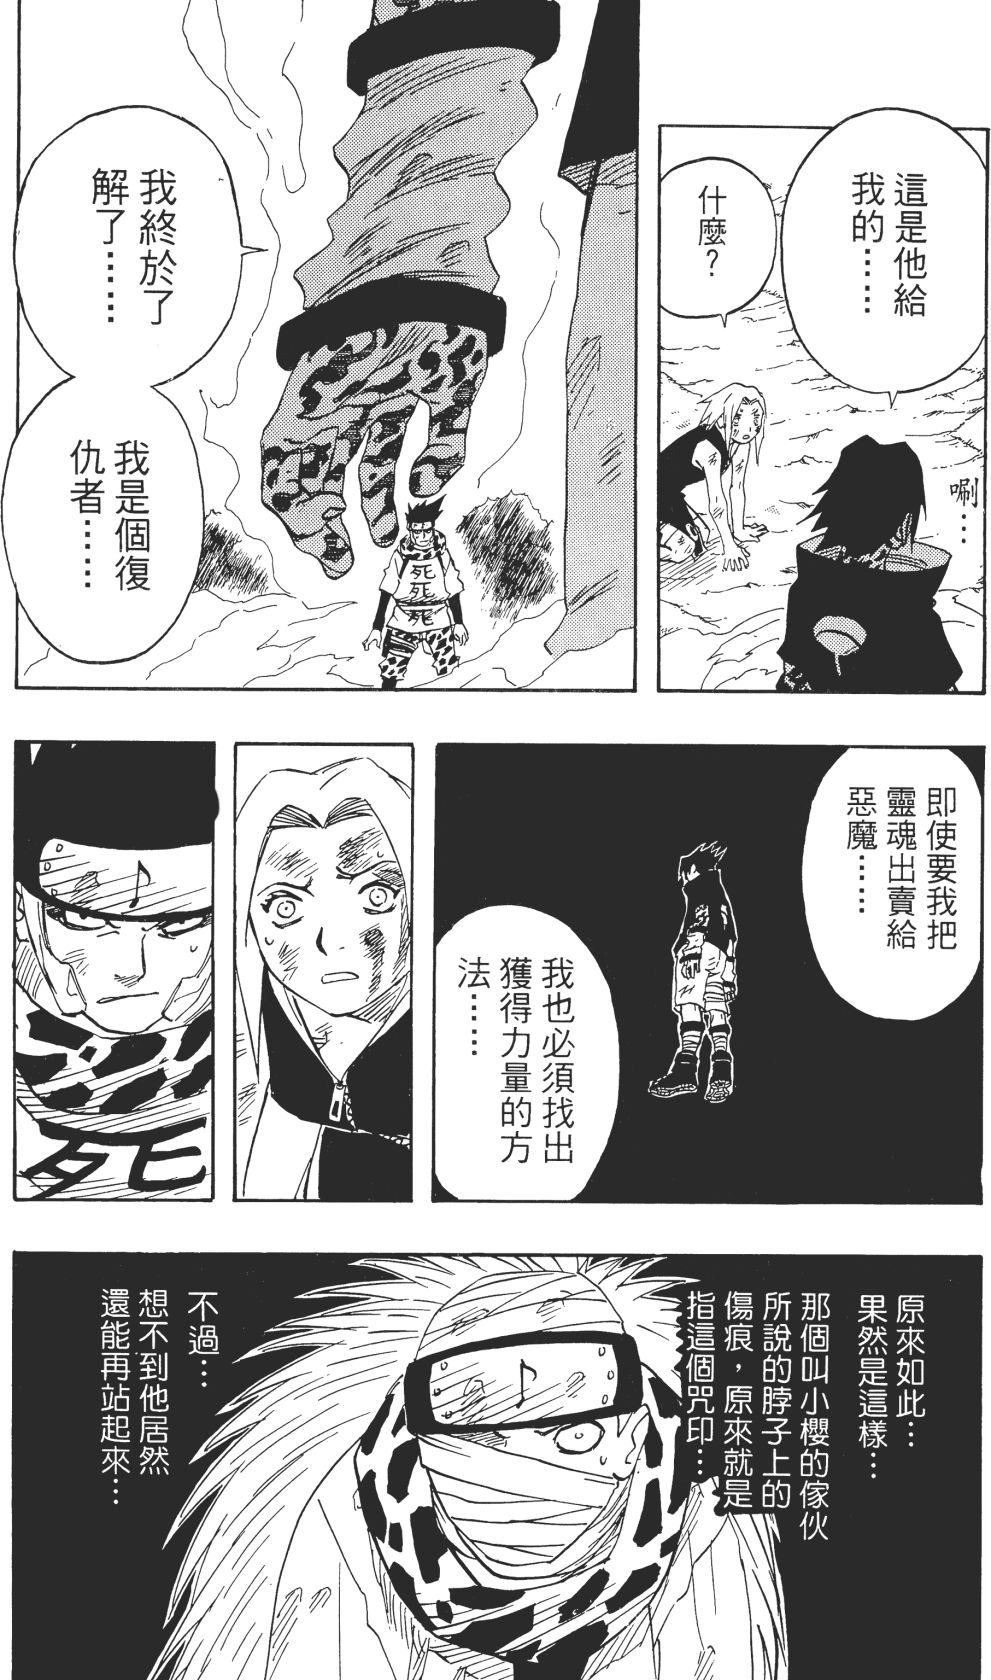 這是他給
我的……
什麼？
唰…
我終於了
解了……
我是個復
仇者……
死
死
死
即使要我把
靈魂出賣給
惡魔……
我也必須找出
獲得力量的方
法……
死
原來如此…
果然是這樣…
那個叫小櫻的傢伙
所說的脖子上的
傷痕，原來就是
指這個咒印…
不過…
想不到他居然
還能再站起來…